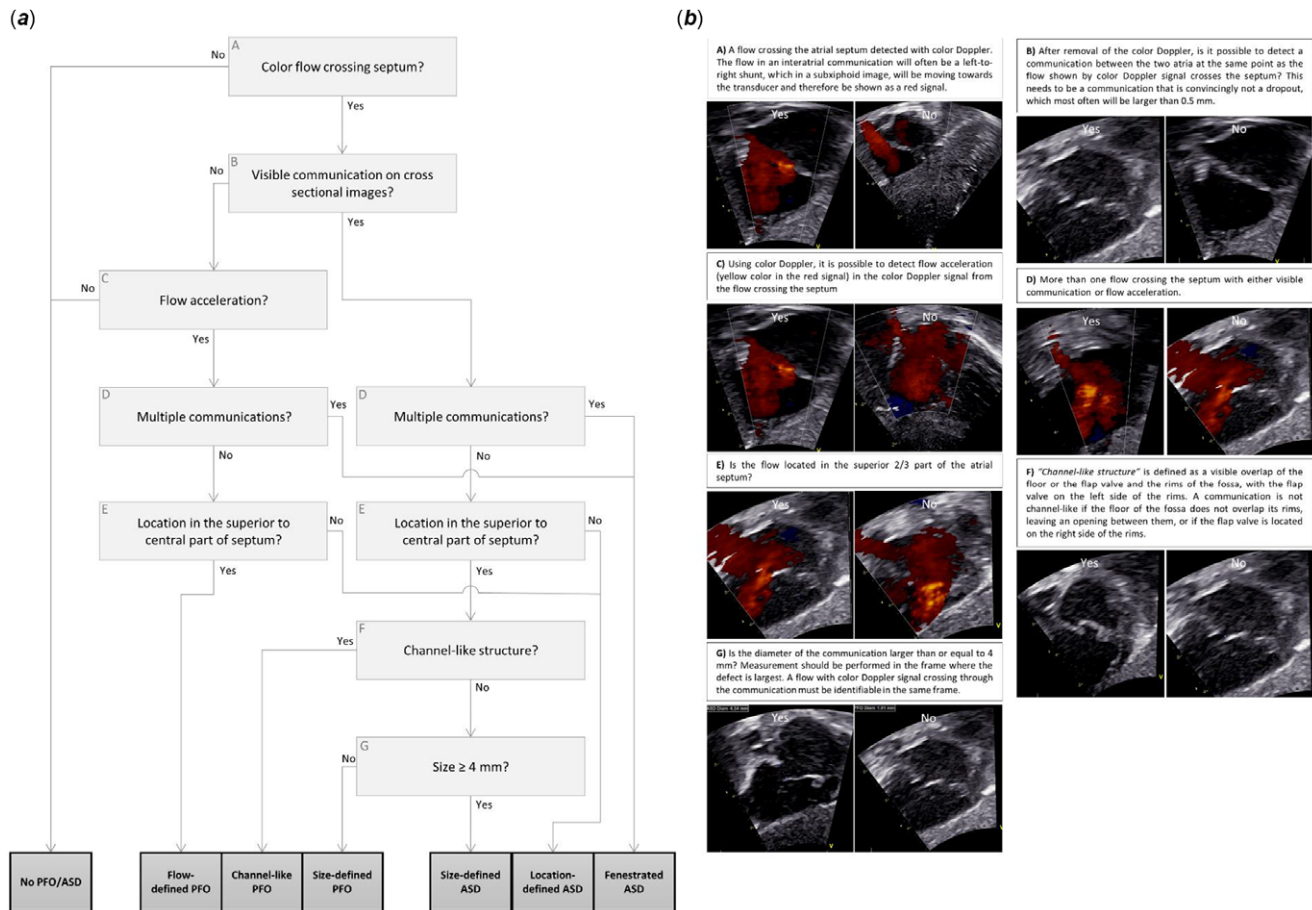 (a)
A
Color flow crossing septum?
No
Yes
B
Visible communication on cross
sectional images?
No
Yes
C
Flow acceleration?
No
Yes
D
Multiple communications?
Yes
No
D
Multiple communications?
Yes
No
E
Location in the superior to
central part of septum?
No
Yes
E
Location in the superior to
central part of septum?
No
Yes
F
Channel-like structure?
Yes
No
G
Size ≥ 4 mm?
No
Yes
No PFO/ASD
Flow-
defined PFO
Channel-like
PFO
Size-defined
PFO
Size-defined
ASD
Location-
defined ASD
Fenestrated
ASD
(b)
A) A flow crossing the atrial septum detected with color Doppler.
The flow in an interatrial communication will often be a left-to-
right shunt, which in a subxiphoid image, will be moving towards
the transducer and therefore be shown as a red signal.
Yes
No
V
B) After removal of the color Doppler, is it possible to detect a
communication between the two atria at the same point as the
flow shown by color Doppler signal crosses the septum? This
needs to be a communication that is convincingly not a dropout,
which most often will be larger than 0.5 mm.
Yes
No
V
C) Using color Doppler, it is possible to detect flow acceleration
(yellow color in the red signal) in the color Doppler signal from
the flow crossing the septum
Yes
No
D) More than one flow crossing the septum with either visible
communication or flow acceleration.
Yes
No
V
E) Is the flow located in the superior 2/3 part of the atrial
septum?
Yes
No
V
F) "Channel-like structure" is defined as a visible overlap of the
floor or the flap valve and the rims of the fossa, with the flap
valve on the left side of the rims. A communication is not
channel-like if the floor of the fossa does not overlap its rims,
leaving an opening between them, or if the flap valve is located
on the right side of the rims.
Yes
No
V
G) Is the diameter of the communication larger than or equal to 4
mm? Measurement should be performed in the frame where the
defect is largest. A flow with color Doppler signal crossing through
the communication must be identifiable in the same frame.
Yes
No
V
V